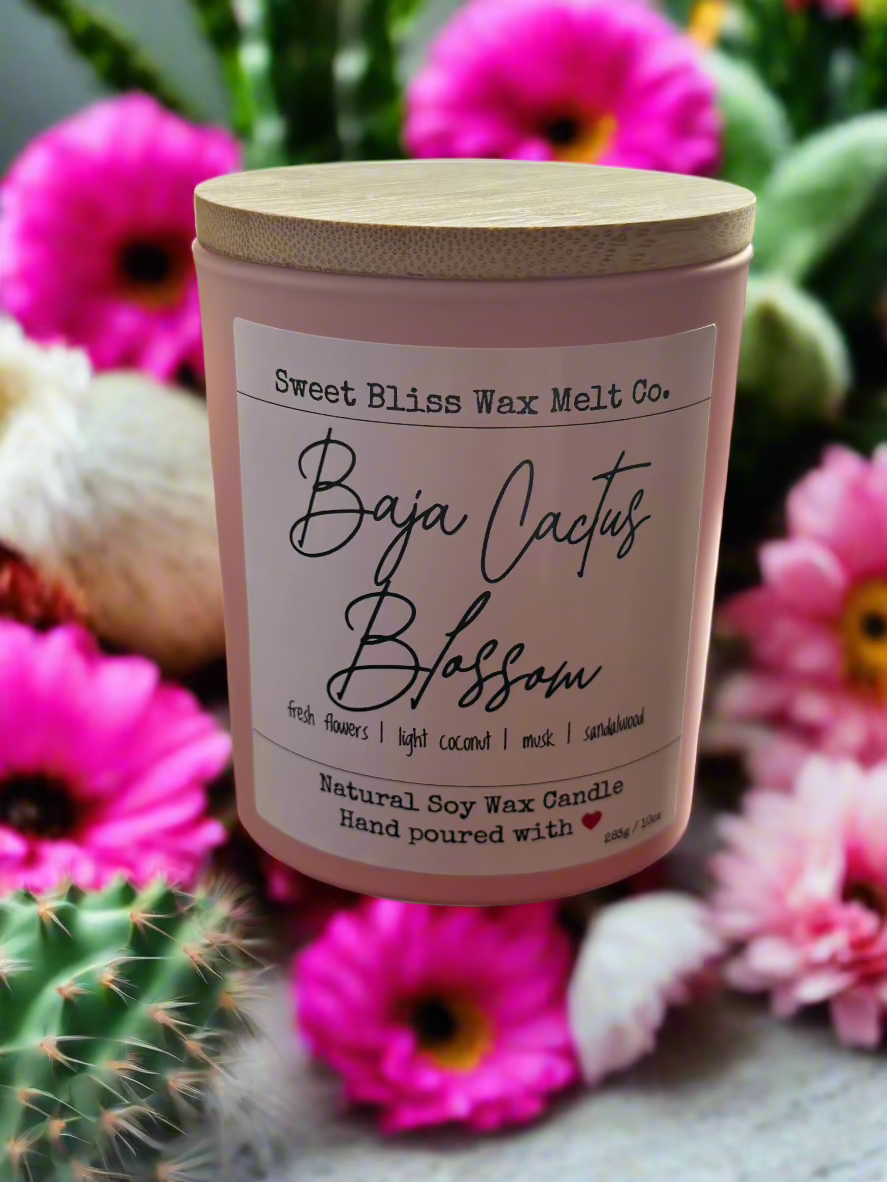 Sweet Bliss Wax Melt Co.
Baja Cactus
Blossom
fresh flowers | light coconut | musk | sandalwood
Natural Soy Wax Candle
Hand poured with ❤
285g / 10oz